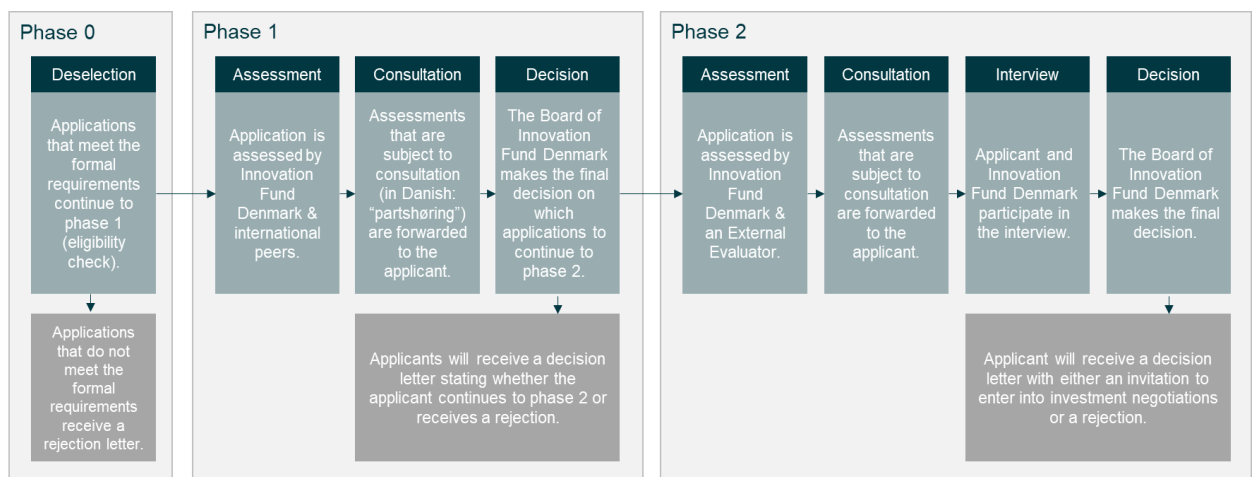 Phase 0
Deselection
Applications
that meet the
formal
requirements
continue to
phase 1
(eligibility
check).
Applications
that do not
meet the
formal
requirements
receive a
rejection letter.
Phase 1
Assessment
Application is
assessed by
Innovation
Fund
Denmark &
international
peers.
Consultation
Assessments
that are
subject to
consultation
(in Danish:
“partshøring”)
are forwarded
to the
applicant.
Decision
The Board of
Innovation
Fund Denmark
makes the final
decision on
which
applications to
continue to
phase 2.
Applicants will receive a decision
letter stating whether the
applicant continues to phase 2 or
receives a rejection.
Phase 2
Assessment
Application is
assessed by
Innovation
Fund
Denmark &
an External
Evaluator.
Consultation
Assessments
that are
subject to
consultation
are forwarded
to the
applicant.
Interview
Applicant and
Innovation
Fund Denmark
participate in
the interview.
Decision
The Board of
Innovation
Fund Denmark
makes the final
decision.
Applicant will receive a decision
letter with either an invitation to
enter into investment negotiations
or a rejection.